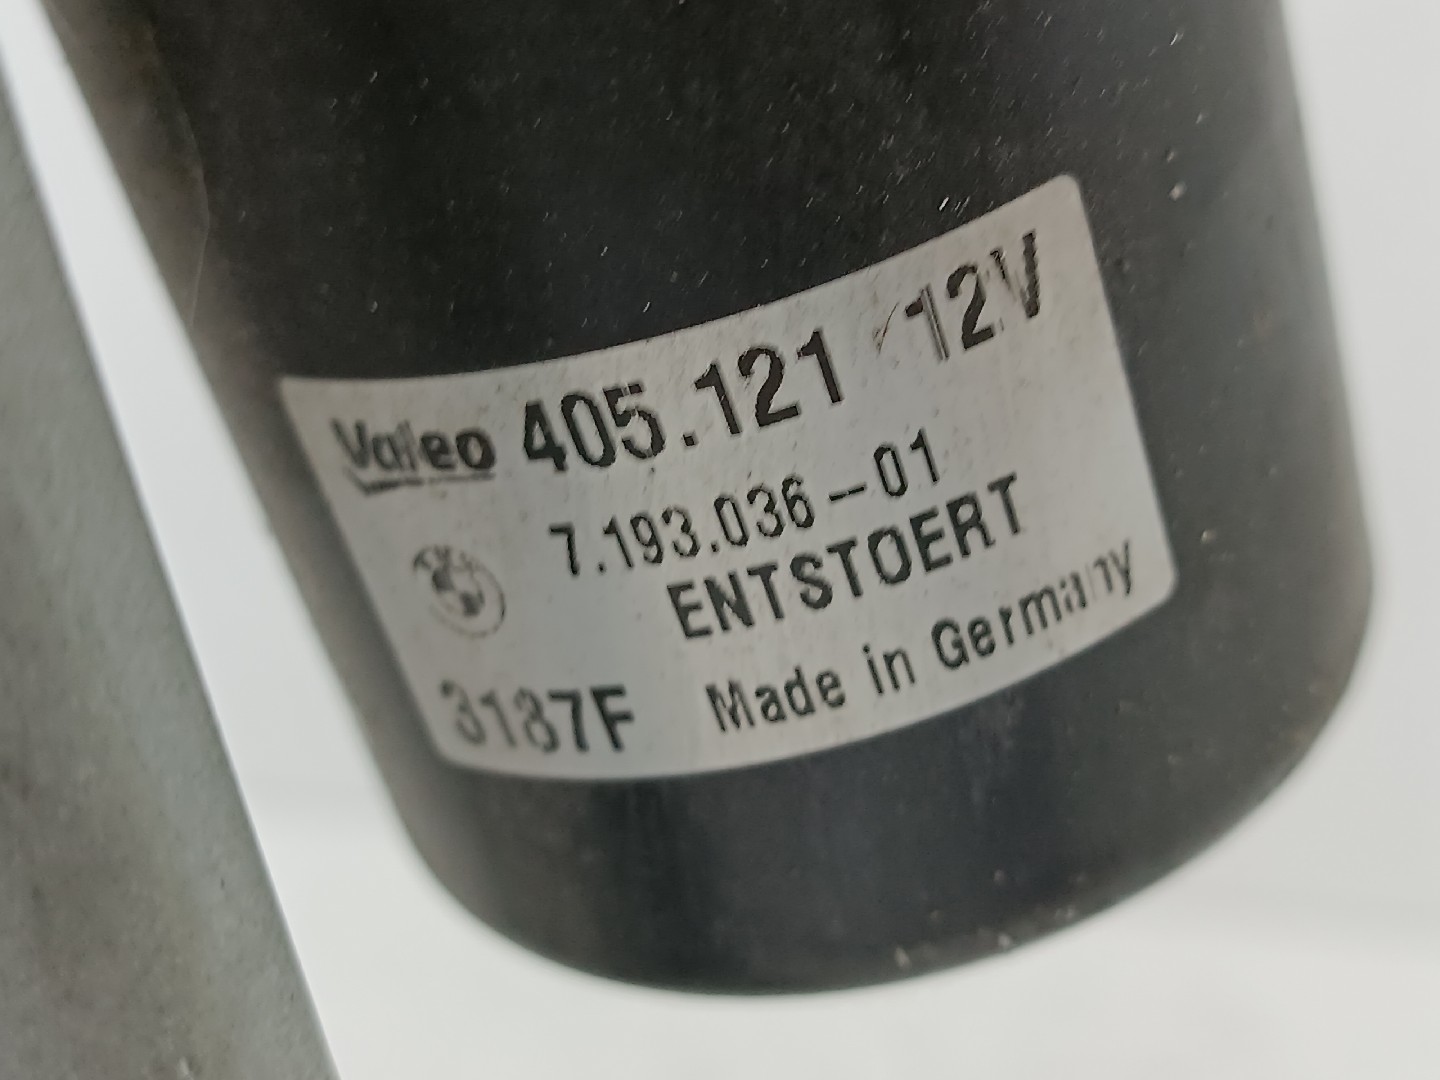 Valeo 405.121 12V
7.193.036-01
ENTSTOERT
3187F Made in Germany